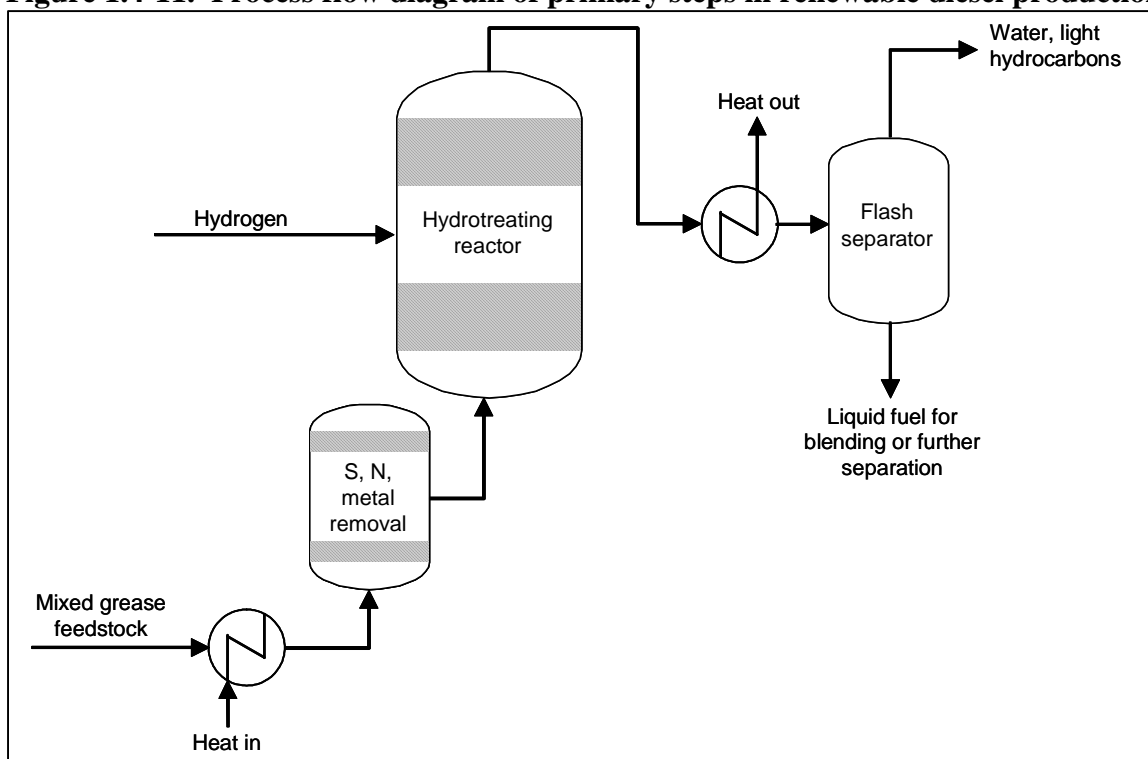 Figure 1.4-11.  Process flow diagram of primary steps in renewable diesel production
Water, light
hydrocarbons
Heat out
Hydrogen
Hydrotreating
reactor
Flash
separator
Liquid fuel for
blending or further
separation
S, N,
metal
removal
Mixed grease
feedstock
Heat in